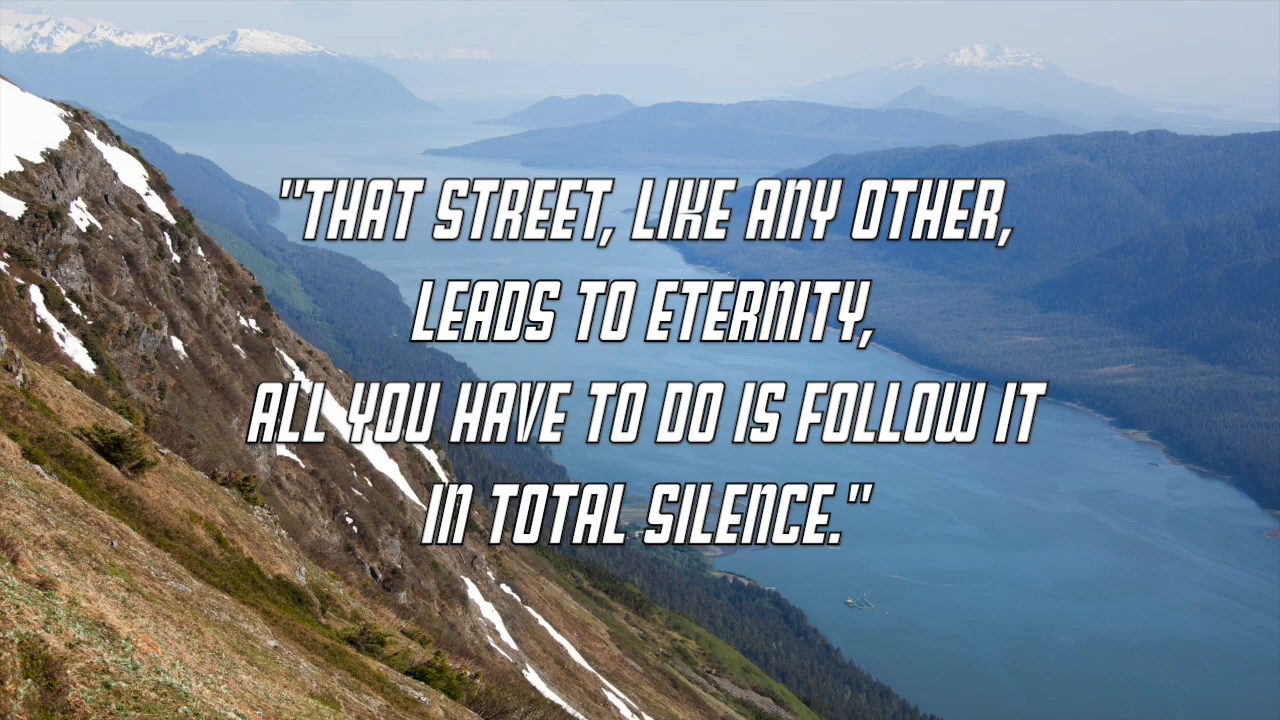 "THAT STREET, LIKE ANY OTHER,
LEADS TO ETERNITY,
ALL YOU HAVE TO DO IS FOLLOW IT
IN TOTAL SILENCE."